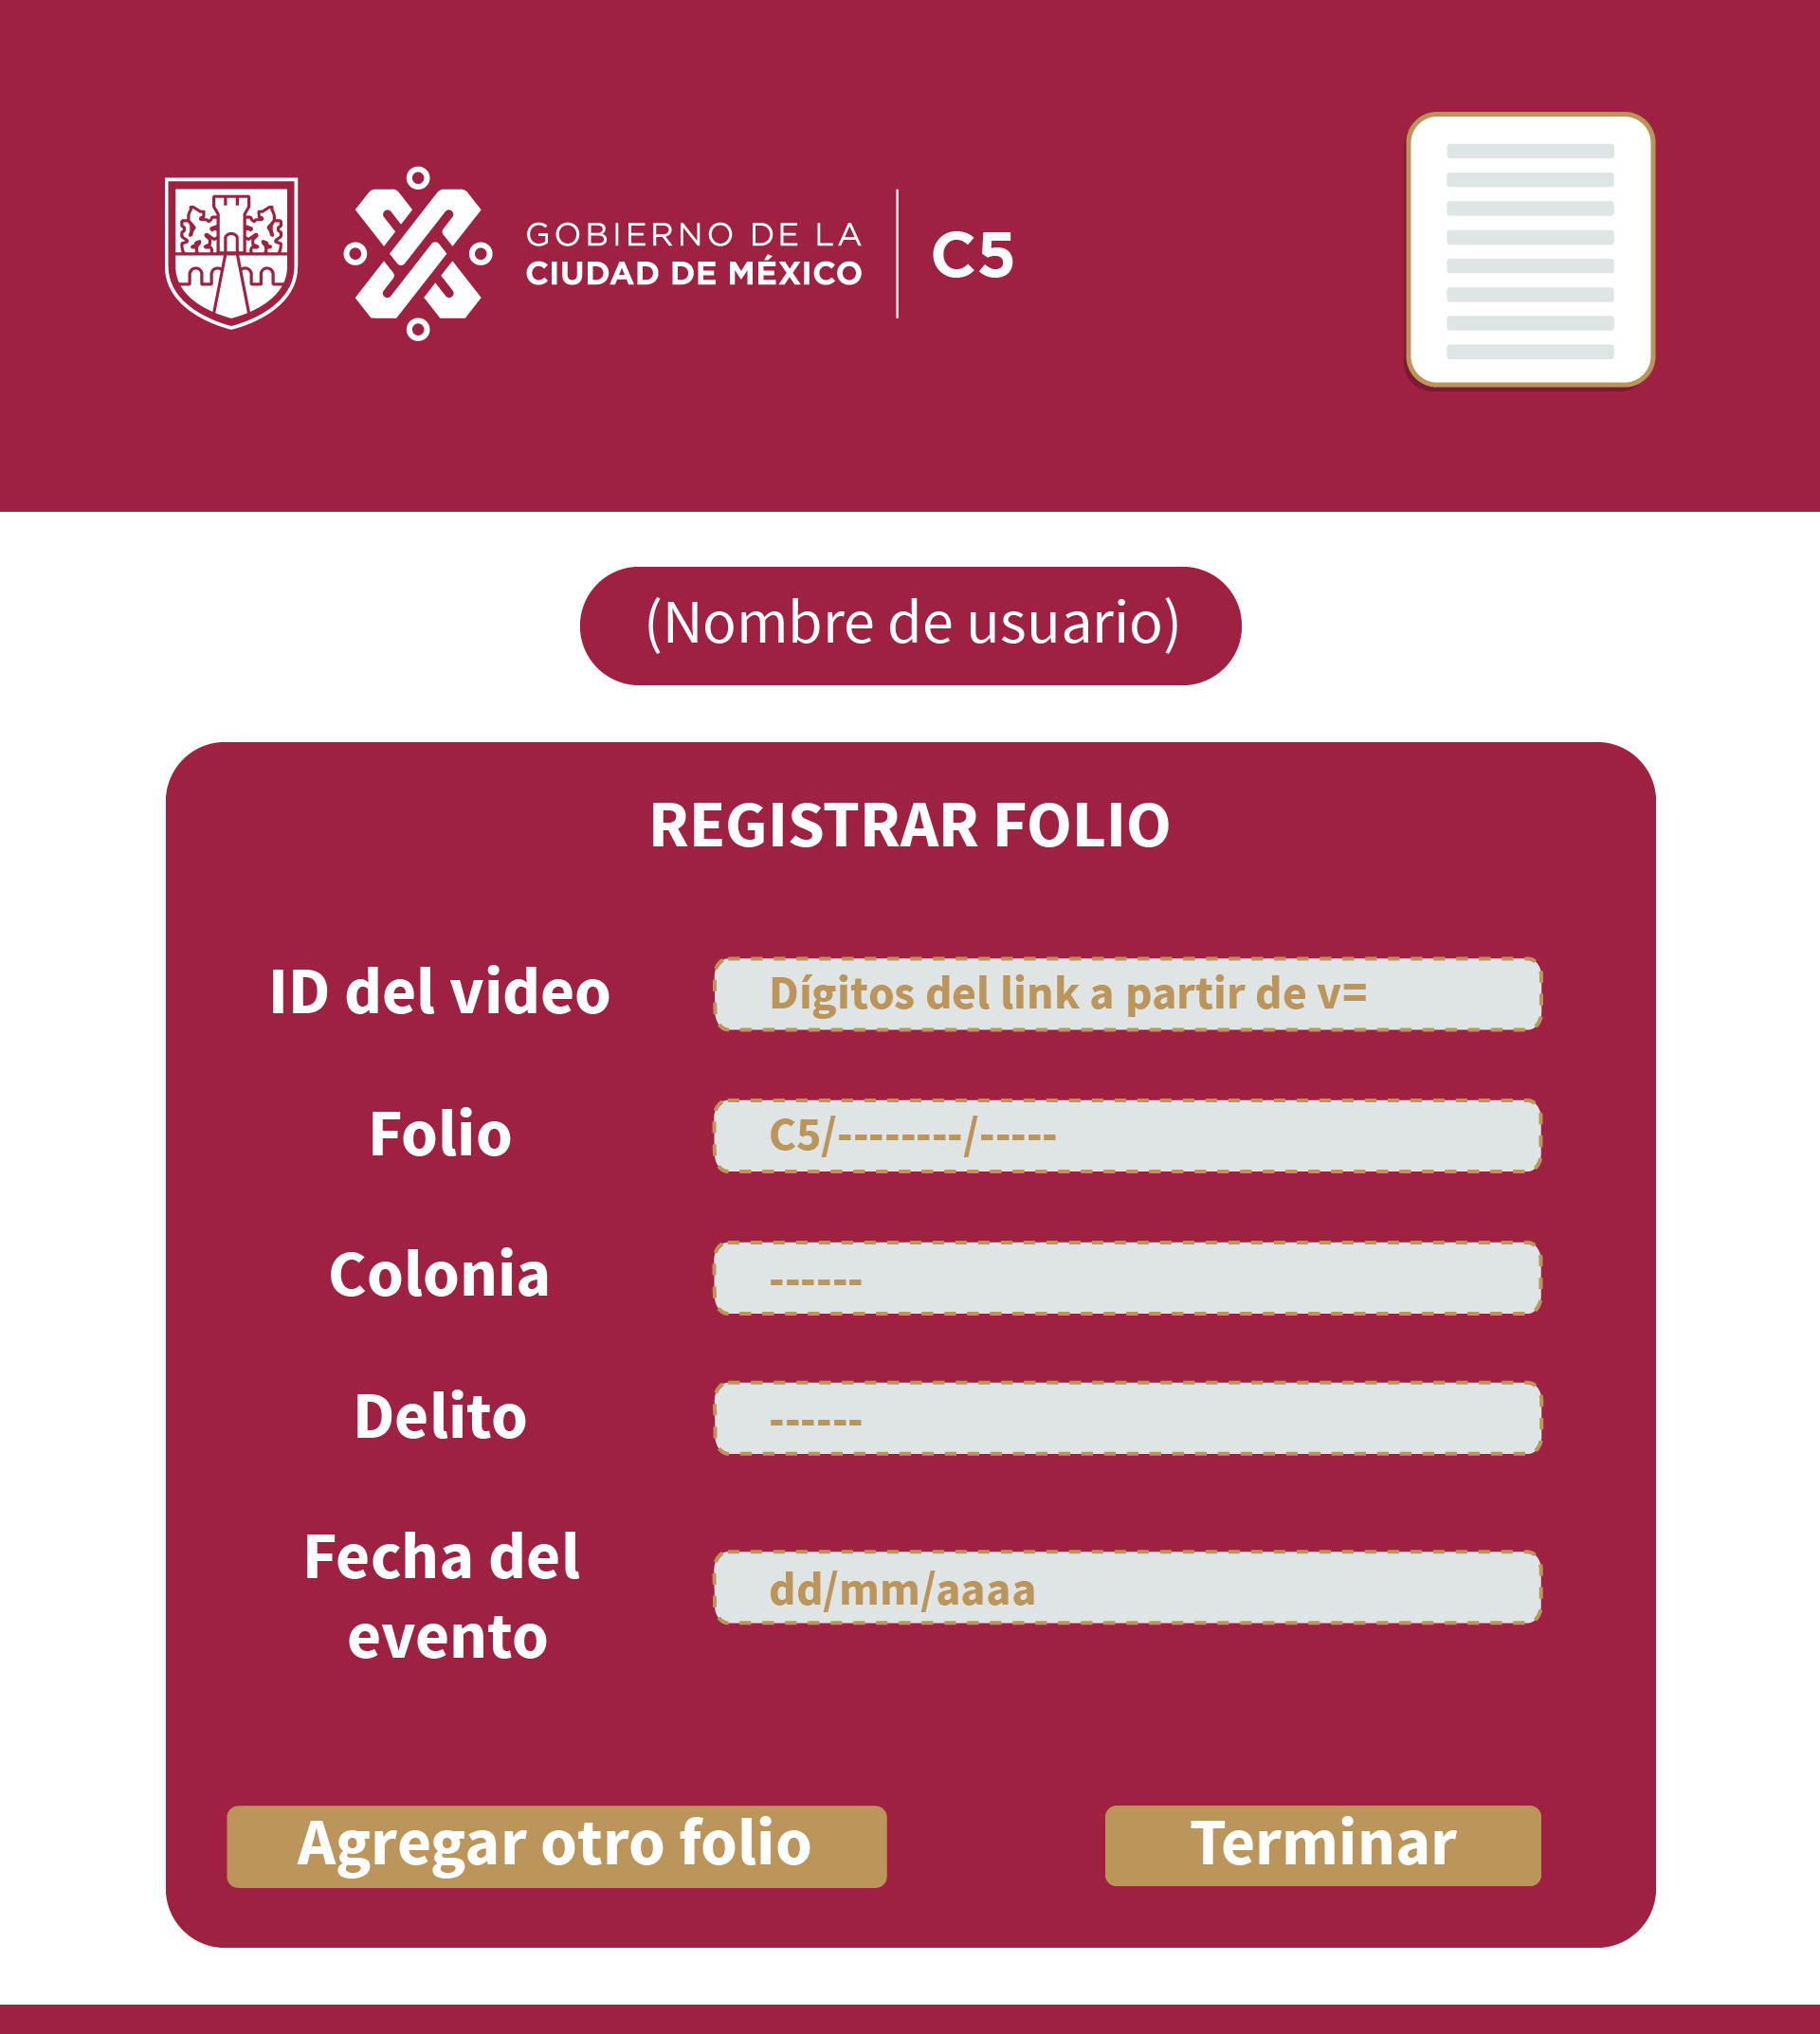 GOBIERNO DE LA
CIUDAD DE MÉXICO
C5
(Nombre de usuario)
REGISTRAR FOLIO
ID del video
Dígitos del link a partir de v=
Folio
C5/--------/-----
Colonia
------
Delito
------
Fecha del
evento
dd/mm/aaaa
Agregar otro folio
Terminar